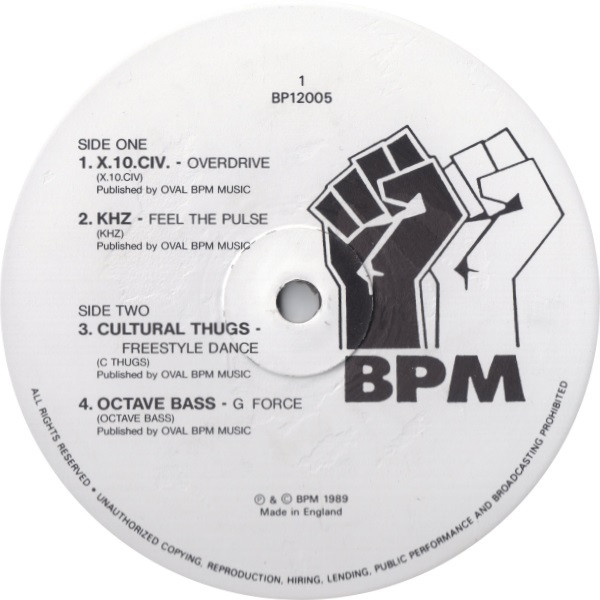 1
BP12005
SIDE ONE
1. X.10.CIV. - OVERDRIVE
(X.10.CIV)
Published by OVAL BPM MUSIC
2. KHZ - FEEL THE PULSE
(KHZ)
Published by OVAL BPM MUSIC
SIDE TWO
3. CULTURAL THUGS -
FREESTYLE DANCE
(C THUGS)
Published by OVAL BPM MUSIC
4. OCTAVE BASS - G FORCE
(OCTAVE BASS)
Published by OVAL BPM MUSIC
BPM
℗ & © BPM 1989
Made in England
ALL RIGHTS RESERVED • UNAUTHORIZED COPYING, REPRODUCTION, HIRING, LENDING, PUBLIC PERFORMANCE AND BROADCASTING PROHIBITED